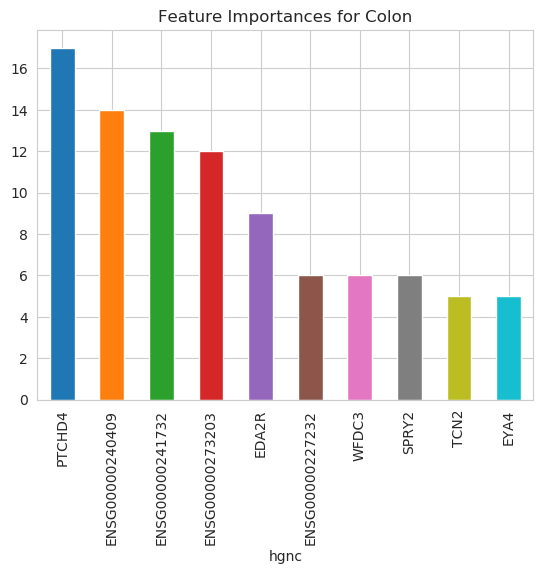 Feature Importances for Colon
16
14
12
10
8
6
4
2
0
PTCHD4
ENSG00000240409
ENSG00000241732
ENSG00000273203
EDA2R
ENSG00000227232
WFDC3
SPRY2
TCN2
EYA4
hgnc